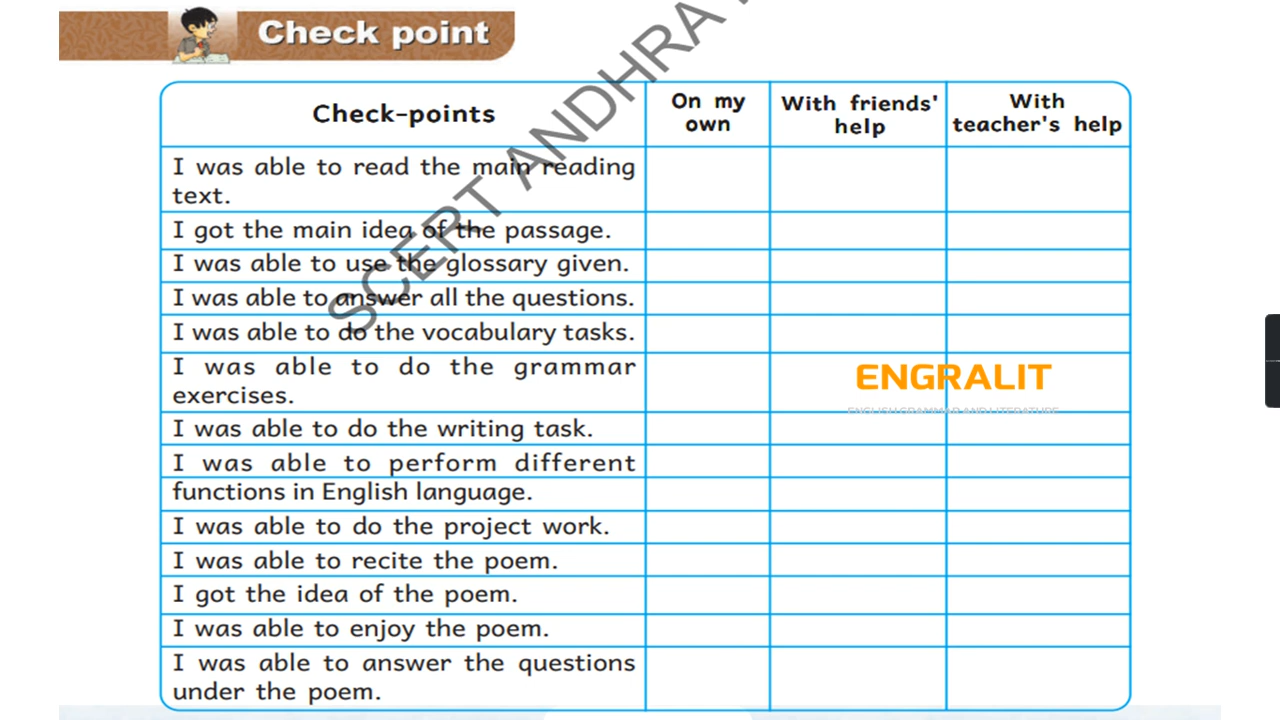 Check point
Check-points
On my
own
With friends'
help
With
teacher's help
I was able to read the main reading
text.
I got the main idea of the passage.
I was able to use the glossary given.
I was able to answer all the questions.
I was able to do the vocabulary tasks.
I was able to do the grammar
exercises.
I was able to do the writing task.
I was able to perform different
functions in English language.
I was able to do the project work.
I was able to recite the poem.
I got the idea of the poem.
I was able to enjoy the poem.
I was able to answer the questions
under the poem.
SCERT ANDHRA
ENGRALIT
ENGLISH GRAMMAR AND LITERATURE